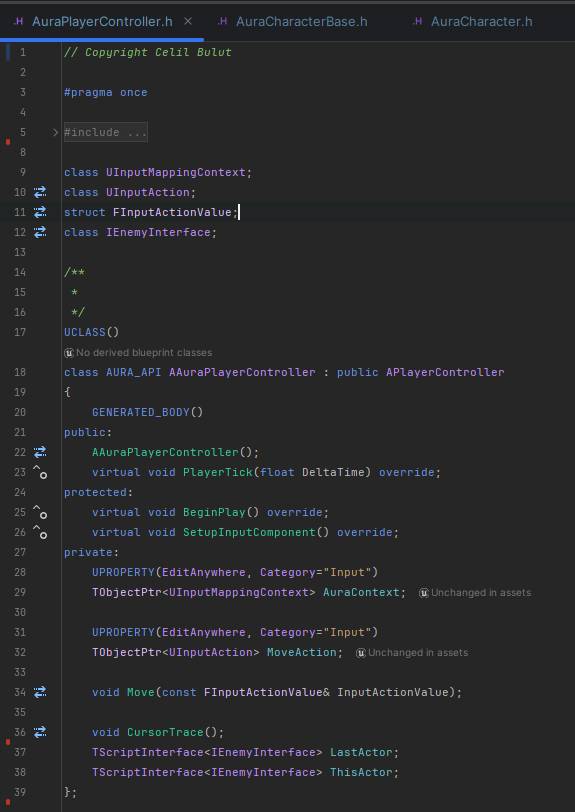 AuraPlayerController.h
AuraCharacterBase.h
AuraCharacter.h
1 // Copyright Celil Bulut
2
3 #pragma once
4
5 #include ...
8
9 class UInputMappingContext;
10 class UInputAction;
11 struct FInputActionValue;
12 class IEnemyInterface;
13
14 /**
15  *
16  */
17 UCLASS()
No derived blueprint classes
18 class AURA_API AAuraPlayerController : public APlayerController
19 {
20     GENERATED_BODY()
21 public:
22     AAuraPlayerController();
23     virtual void PlayerTick(float DeltaTime) override;
24 protected:
25     virtual void BeginPlay() override;
26     virtual void SetupInputComponent() override;
27 private:
28     UPROPERTY(EditAnywhere, Category="Input")
29     TObjectPtr<UInputMappingContext> AuraContext; Unchanged in assets
30
31     UPROPERTY(EditAnywhere, Category="Input")
32     TObjectPtr<UInputAction> MoveAction; Unchanged in assets
33
34     void Move(const FInputActionValue& InputActionValue);
35
36     void CursorTrace();
37     TScriptInterface<IEnemyInterface> LastActor;
38     TScriptInterface<IEnemyInterface> ThisActor;
39 };